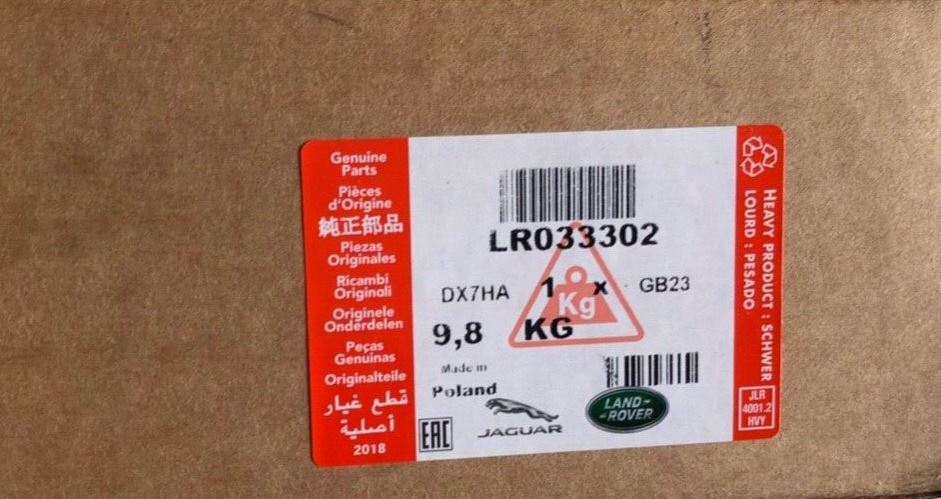 Genuine
Parts
Pièces
d'Origine
純正部品
Piezas
Originales
Ricambi
Originali
Originele
Onderdelen
Peças
Genuinas
Originalteile
قطع غيار
أصلية
2018
LR033302
DX7HA 1 x GB23
Kg
9,8 KG
Made in
Poland
EAC
JAGUAR
LAND-
-ROVER
HEAVY PRODUCT : SCHWER
LOURD : PESADO
JLR
4001.2
HVY